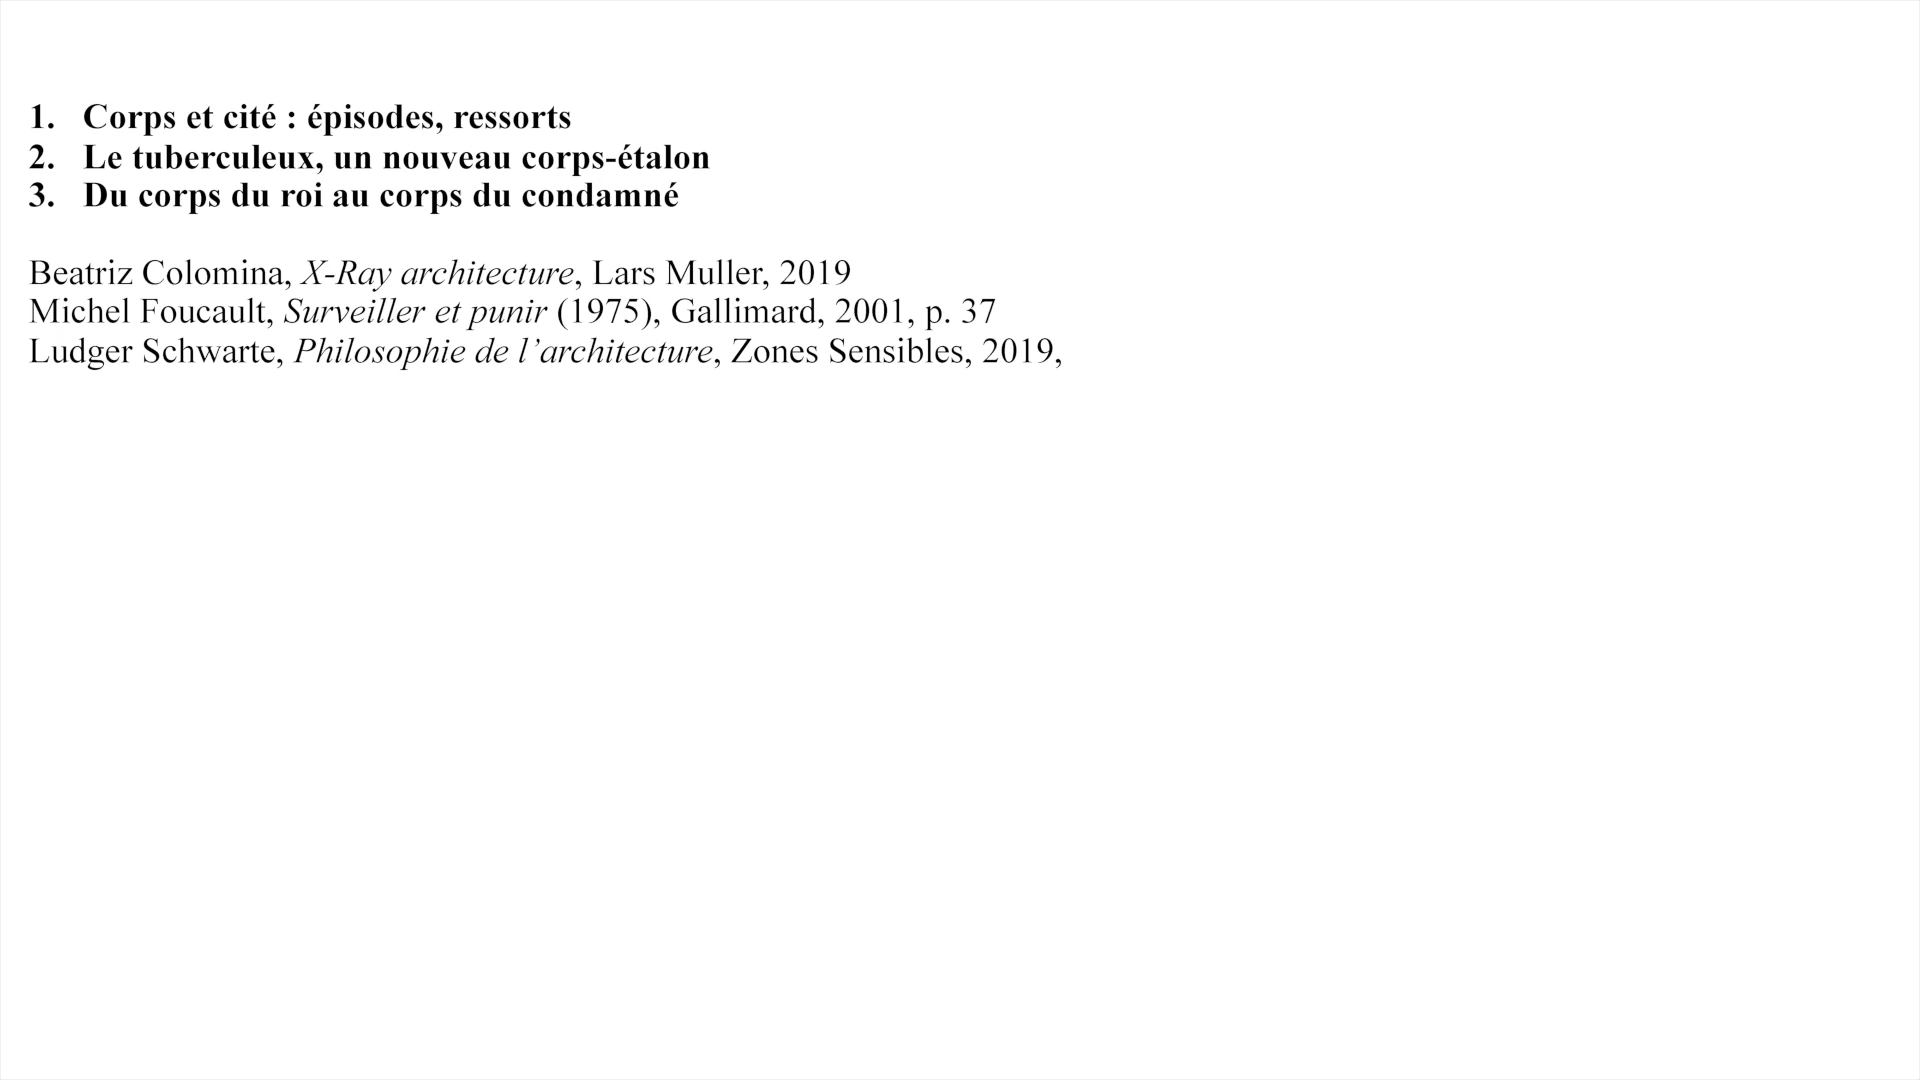 1. Corps et cité : épisodes, ressorts
2. Le tuberculeux, un nouveau corps-étalon
3. Du corps du roi au corps du condamné
Beatriz Colomina, X-Ray architecture, Lars Muller, 2019
Michel Foucault, Surveiller et punir (1975), Gallimard, 2001, p. 37
Ludger Schwarte, Philosophie de l’architecture, Zones Sensibles, 2019,